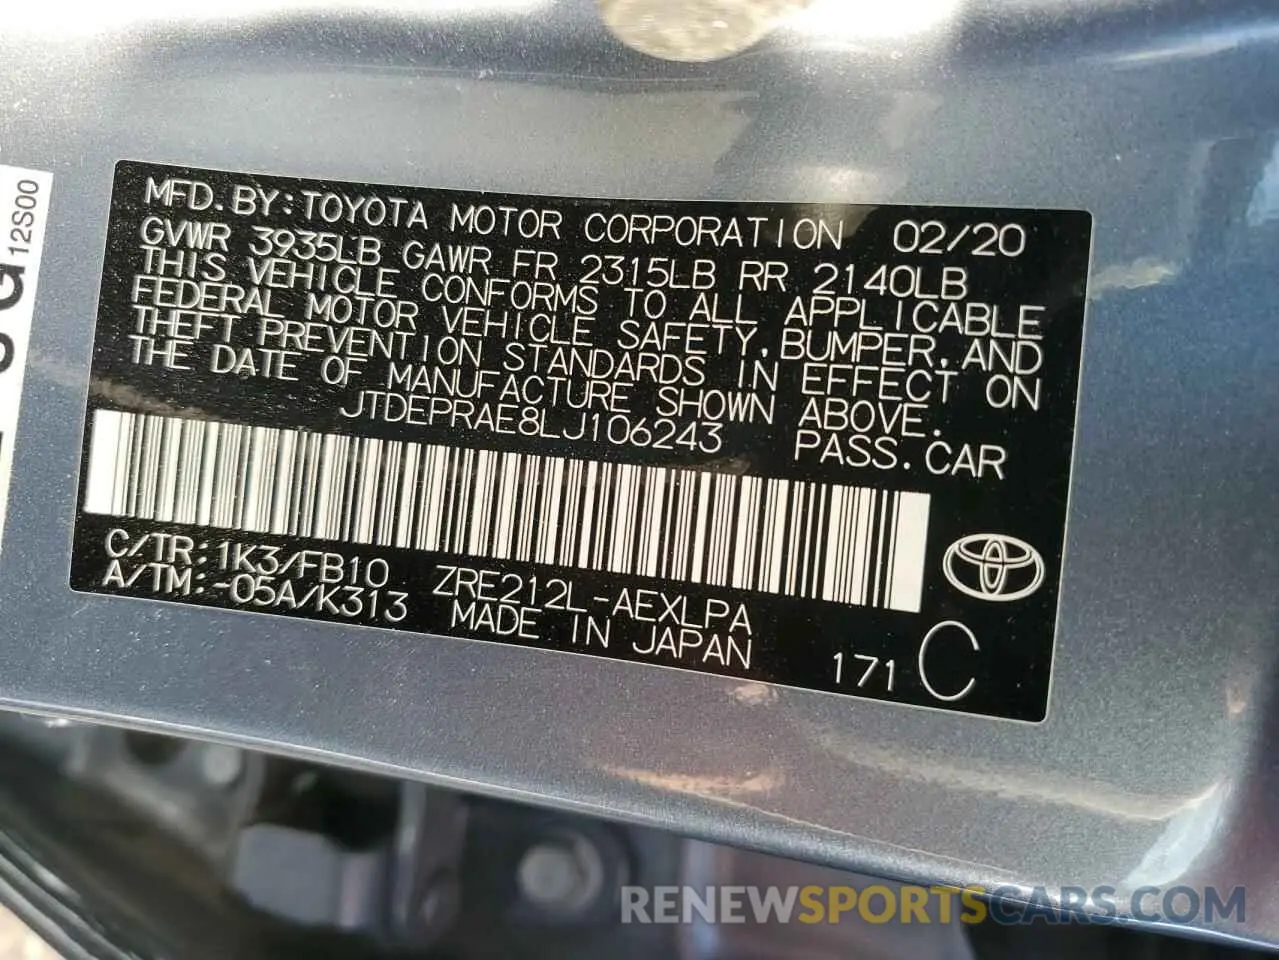 MFD. BY: TOYOTA MOTOR CORPORATION 02/20
GVWR 3935LB GAWR FR 2315LB RR 2140LB
THIS VEHICLE CONFORMS TO ALL APPLICABLE
FEDERAL MOTOR VEHICLE SAFETY, BUMPER, AND
THEFT PREVENTION STANDARDS IN EFFECT ON
THE DATE OF MANUFACTURE SHOWN ABOVE.
JTDEPRAE8LJ106243 PASS. CAR
C/TR: 1K3/FB10 ZRE212L-AEXLPA
A/TM: -05A/K313 MADE IN JAPAN
171 C
12S00
RENEWSPORTSCARS.COM